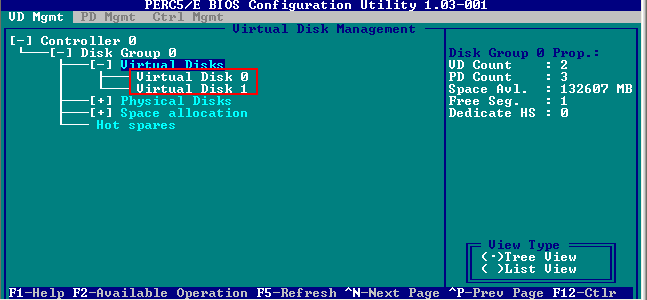 PERC5/E BIOS Configuration Utility 1.03-001
VD Mgmt PD Mgmt Ctrl Mgmt
Virtual Disk Management
[-] Controller 0
[-] Disk Group 0
[-] Virtual Disks
Virtual Disk 0
Virtual Disk 1
[+] Physical Disks
[+] Space allocation
Hot spares
Disk Group 0 Prop.:
VD Count : 2
PD Count : 3
Space Avl. : 132607 MB
Free Seg. : 1
Dedicate HS : 0
View Type
(·)Tree View
( )List View
F1-Help F2-Available Operation F5-Refresh ^N-Next Page ^P-Prev Page F12-Ctlr